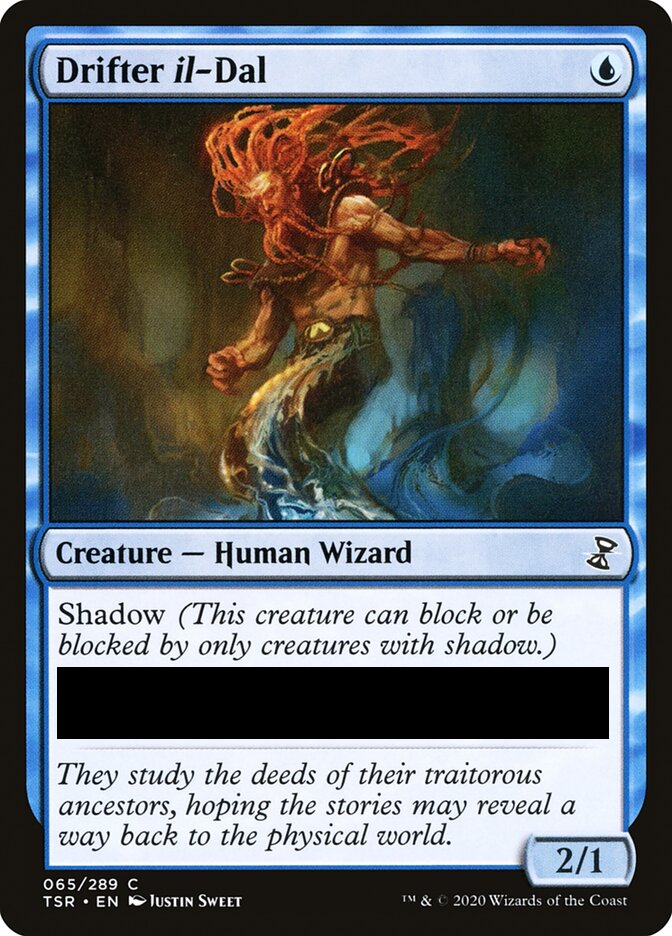 Drifter il-Dal
Creature — Human Wizard
Shadow (This creature can block or be
blocked by only creatures with shadow.)
They study the deeds of their traitorous
ancestors, hoping the stories may reveal a
way back to the physical world.
2/1
065/289 C
TSR • EN Justin Sweet
™ & © 2020 Wizards of the Coast